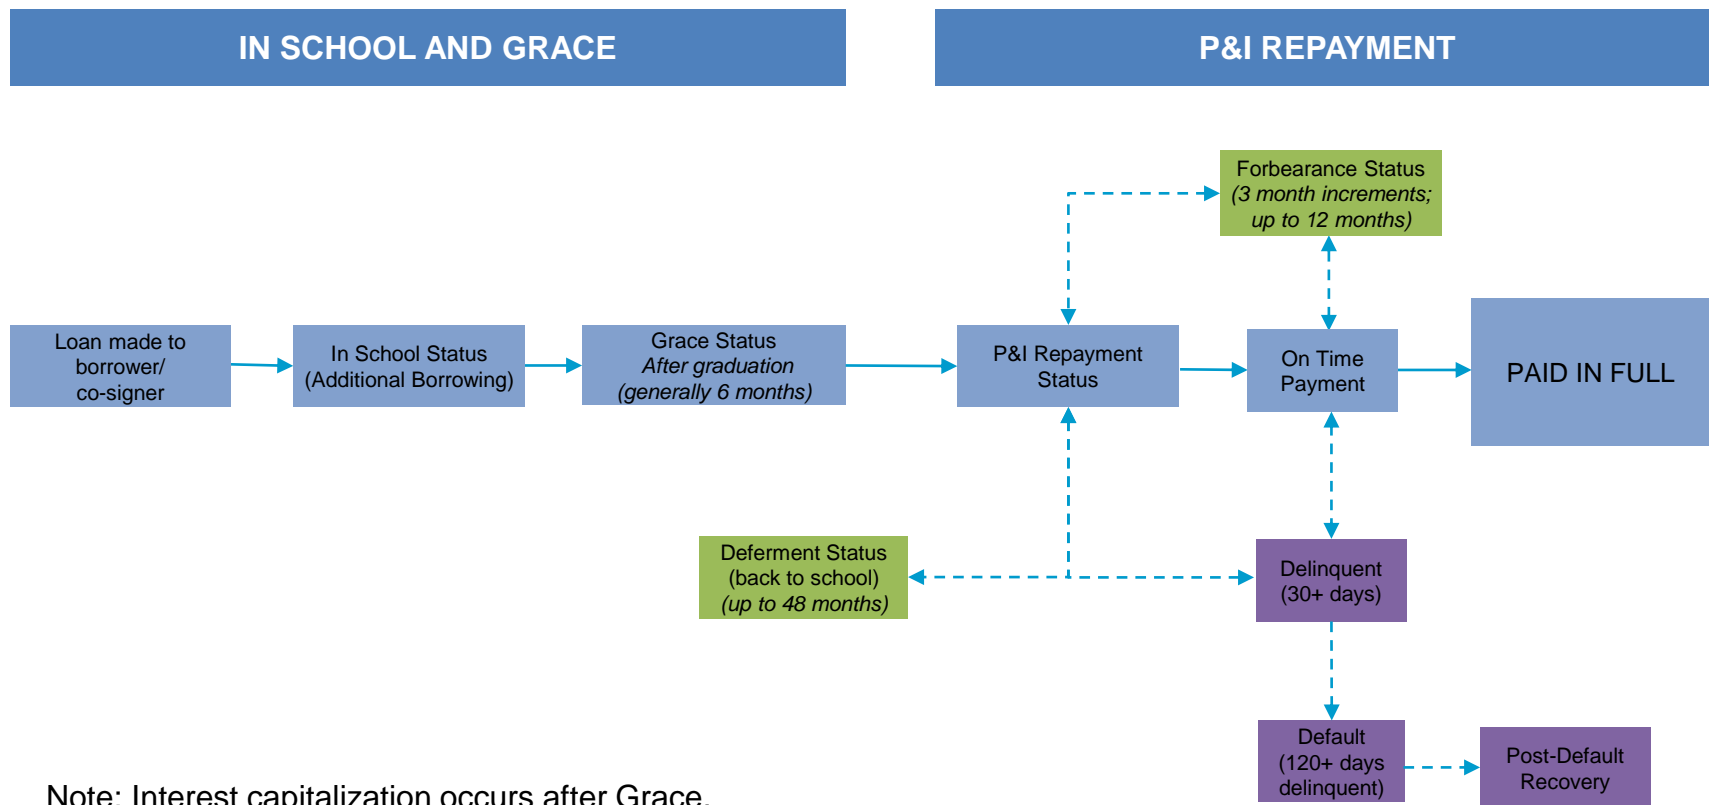 IN SCHOOL AND GRACE
P&I REPAYMENT
Forbearance Status
(3 month increments;
up to 12 months)
Loan made to
borrower/
co-signer
In School Status
(Additional Borrowing)
Grace Status
After graduation
(generally 6 months)
P&I Repayment
Status
On Time
Payment
PAID IN FULL
Deferment Status
(back to school)
(up to 48 months)
Delinquent
(30+ days)
Default
(120+ days
delinquent)
Post-Default
Recovery
Note: Interest capitalization occurs after Grace.